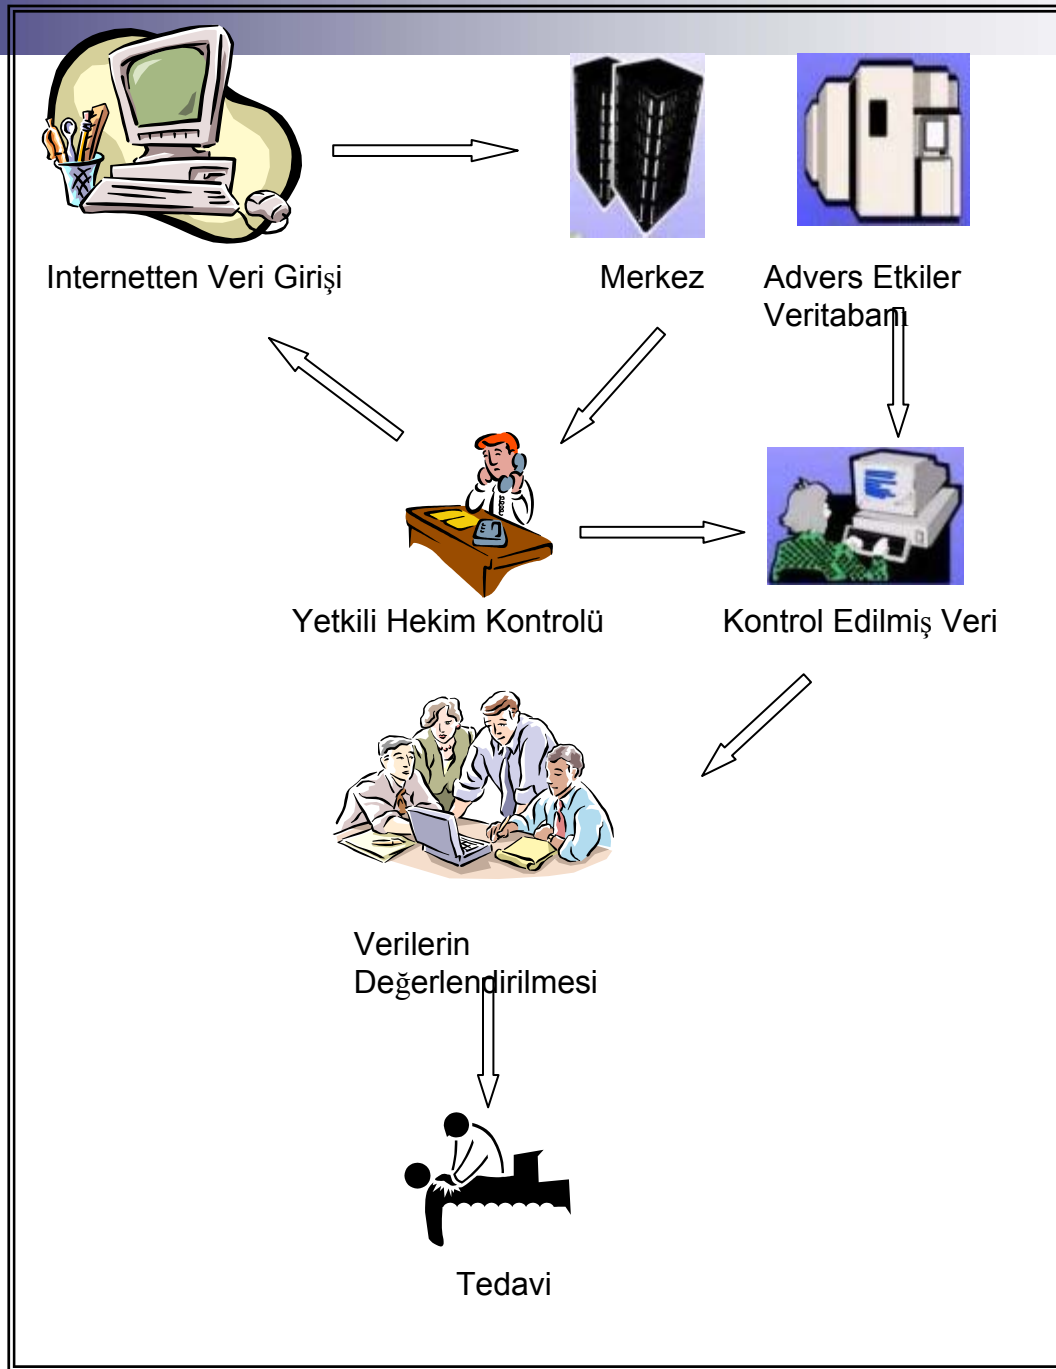 Internetten Veri Girişi
Merkez
Advers Etkiler
Veritabanı
Yetkili Hekim Kontrolü
Kontrol Edilmiş Veri
Verilerin
Değerlendirilmesi
Tedavi